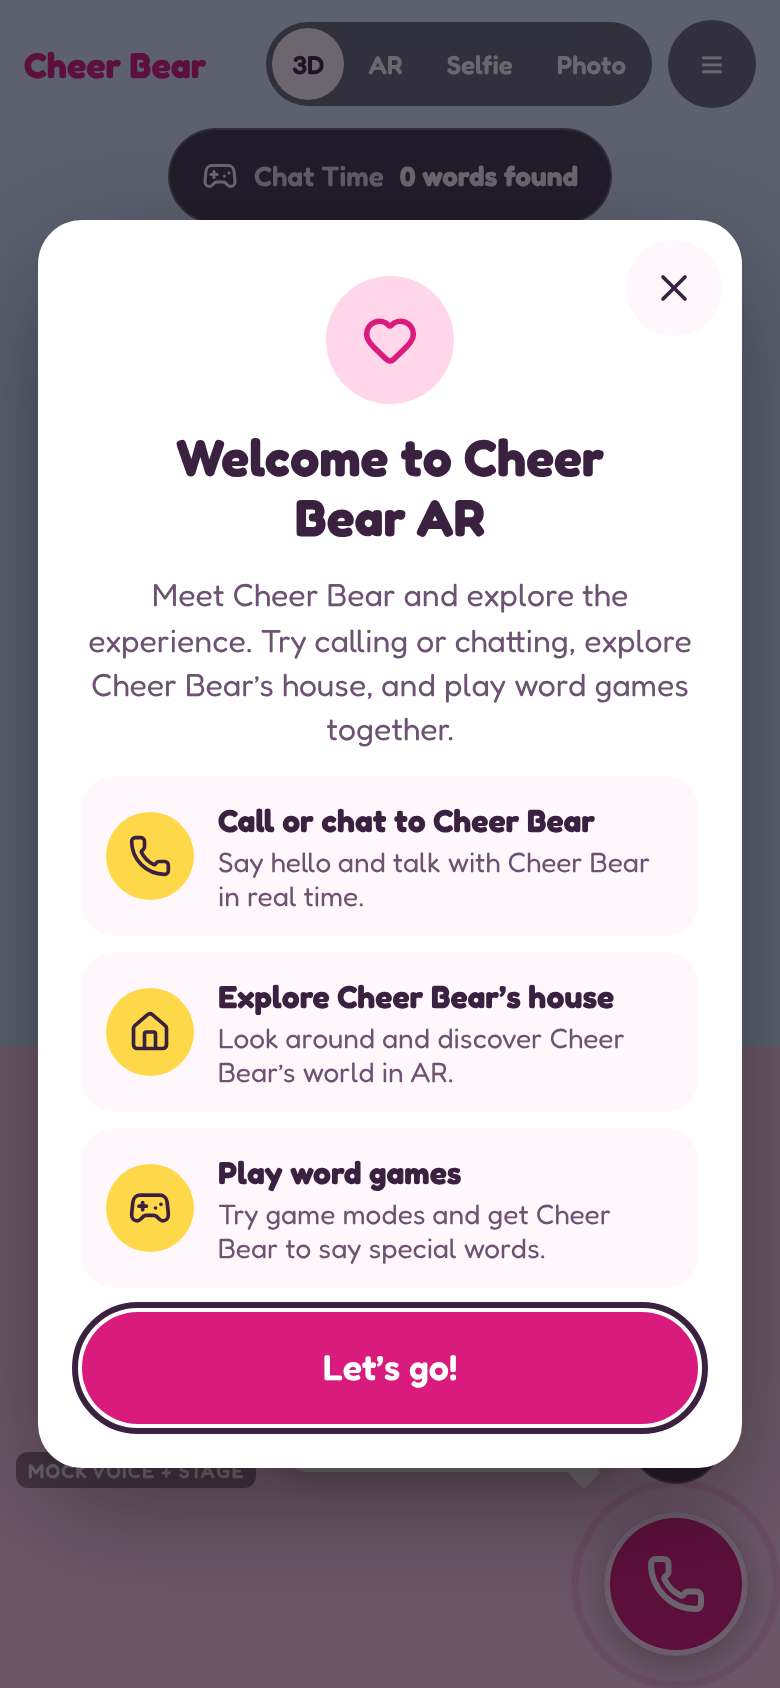 Cheer Bear
3D AR Selfie Photo
Chat Time 0 words found
Welcome to Cheer
Bear AR
Meet Cheer Bear and explore the
experience. Try calling or chatting, explore
Cheer Bear’s house, and play word games
together.
Call or chat to Cheer Bear
Say hello and talk with Cheer Bear
in real time.
Explore Cheer Bear’s house
Look around and discover Cheer
Bear’s world in AR.
Play word games
Try game modes and get Cheer
Bear to say special words.
Let’s go!
MOCK VOICE + STAGE